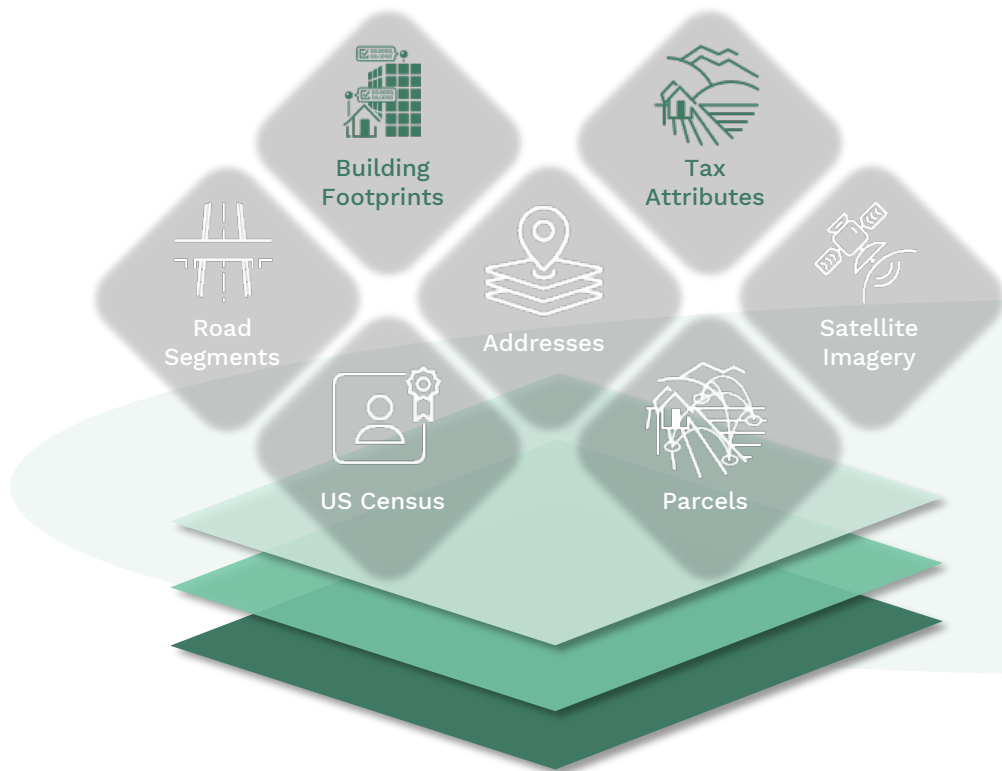 Building
Footprints
Tax
Attributes
Road
Segments
Addresses
Satellite
Imagery
US Census
Parcels